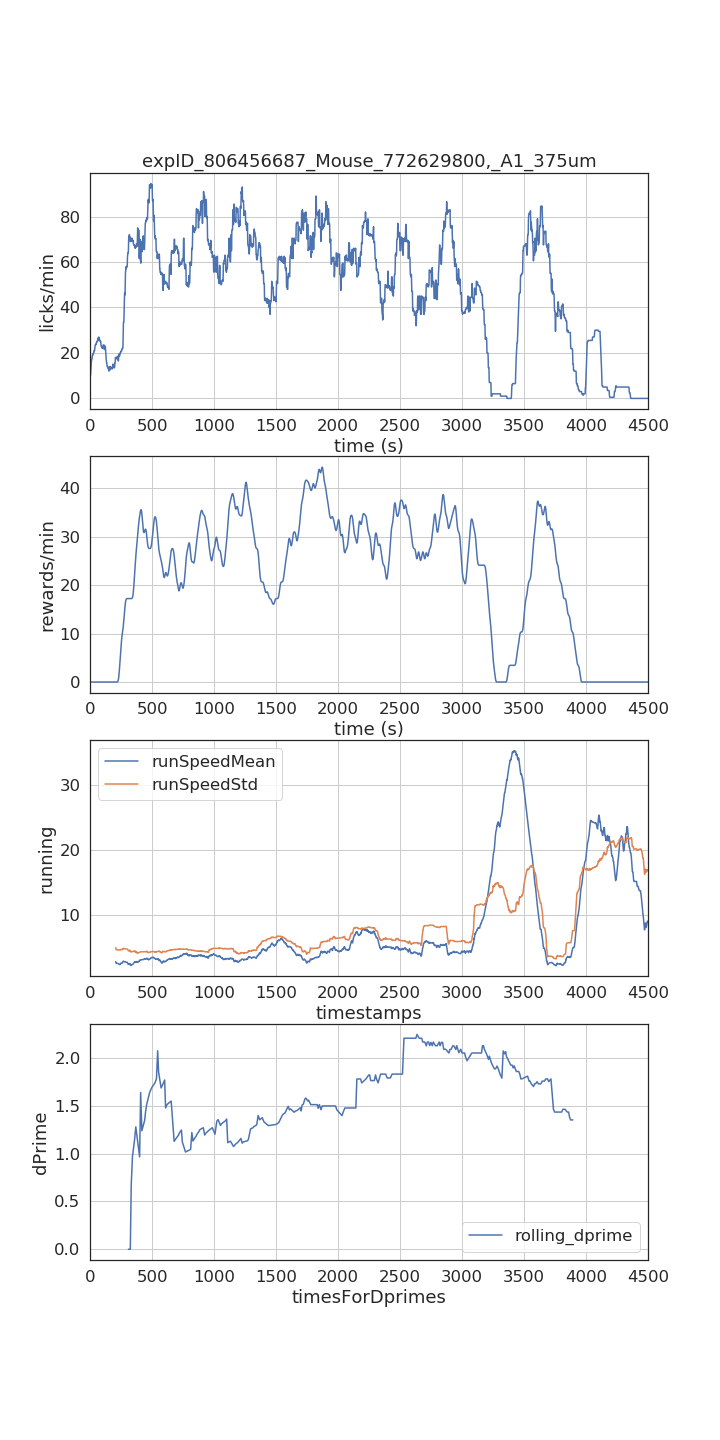 expID_806456687_Mouse_772629800,_A1_375um
licks/min
80
60
40
20
0
0 500 1000 1500 2000 2500 3000 3500 4000 4500
time (s)
rewards/min
40
30
20
10
0
0 500 1000 1500 2000 2500 3000 3500 4000 4500
time (s)
running
runSpeedMean
runSpeedStd
30
20
10
0 500 1000 1500 2000 2500 3000 3500 4000 4500
timestamps
dPrime
2.0
1.5
1.0
0.5
0.0
rolling_dprime
0 500 1000 1500 2000 2500 3000 3500 4000 4500
timesForDprimes